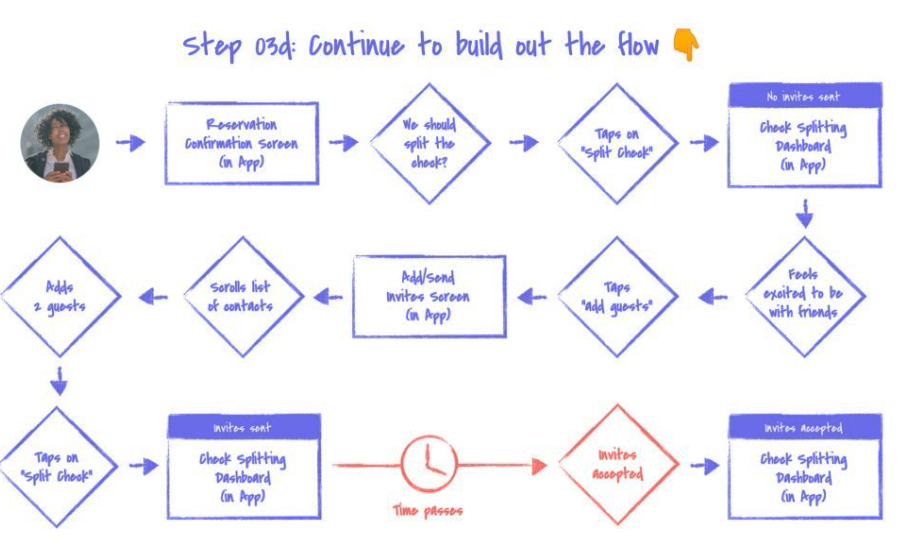 Step 03d: Continue to build out the flow
Reservation
Confirmation Screen
(in App)
We should
split the
check?
Taps on
"Split Check"
No invites sent
Check Splitting
Dashboard
(in App)
Feels
excited to be
with friends
Taps
"add guests"
Add/Send
Invites Screen
(in App)
Scrolls list
of contacts
Adds
2 guests
Taps on
"Split Check"
Invites sent
Check Splitting
Dashboard
(in App)
Time passes
Invites
accepted
Invites accepted
Check Splitting
Dashboard
(in App)